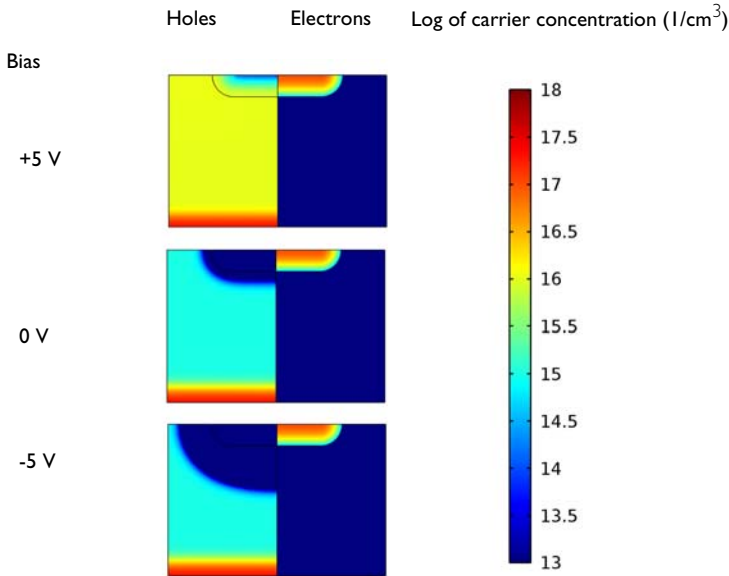 Holes Electrons Log of carrier concentration (1/cm³)
Bias
+5 V
0 V
-5 V
18
17.5
17
16.5
16
15.5
15
14.5
14
13.5
13